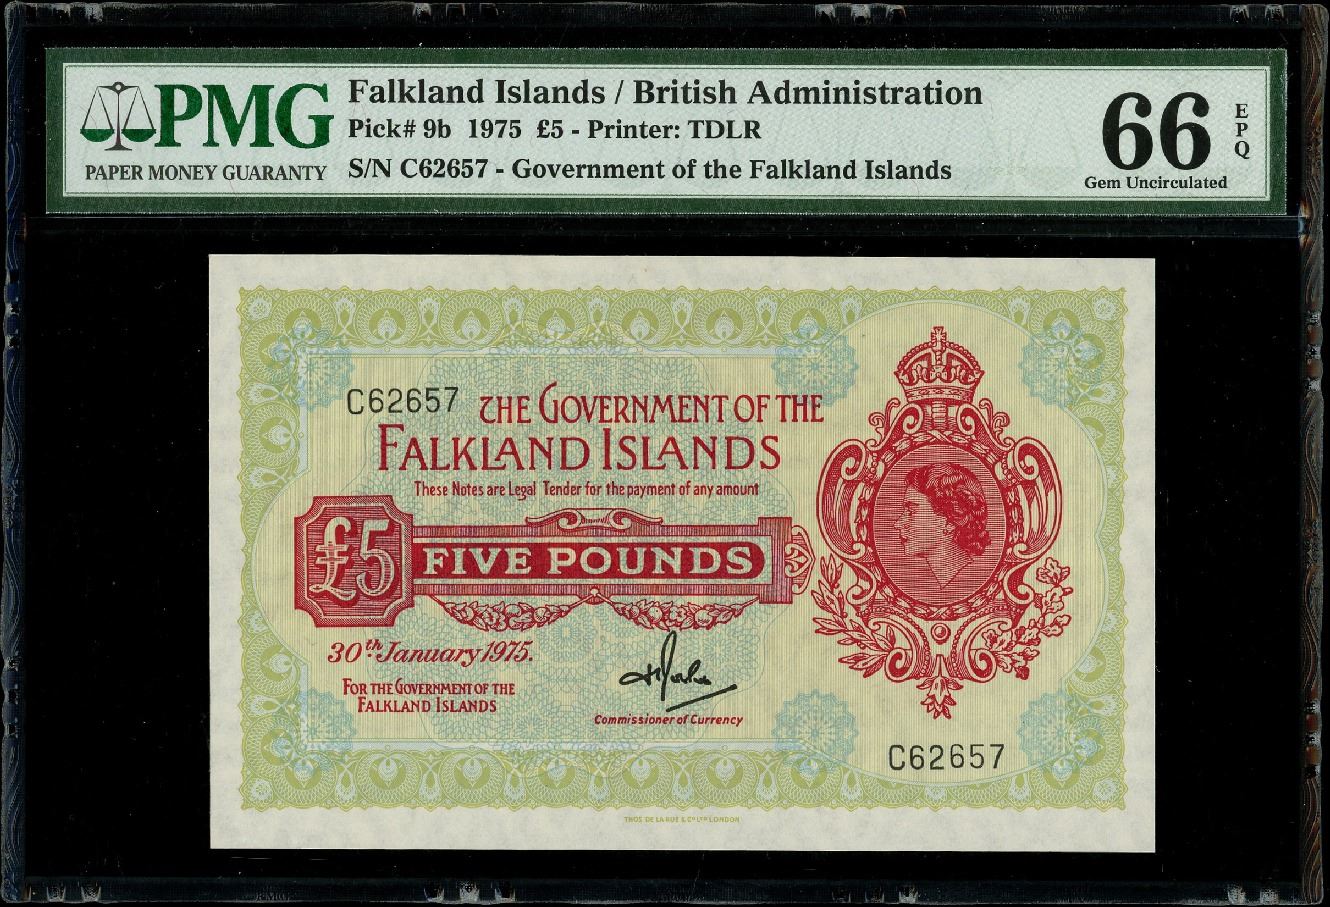 PMG
PAPER MONEY GUARANTY
Falkland Islands / British Administration
Pick# 9b 1975 £5 - Printer: TDLR
S/N C62657 - Government of the Falkland Islands
66
EPQ
Gem Uncirculated
C62657
THE GOVERNMENT OF THE
FALKLAND ISLANDS
These Notes are Legal Tender for the payment of any amount
£5
FIVE POUNDS
30th January 1975.
FOR THE GOVERNMENT OF THE
FALKLAND ISLANDS
Commissioner of Currency
C62657
THOS. DE LA RUE & CO LTD LONDON